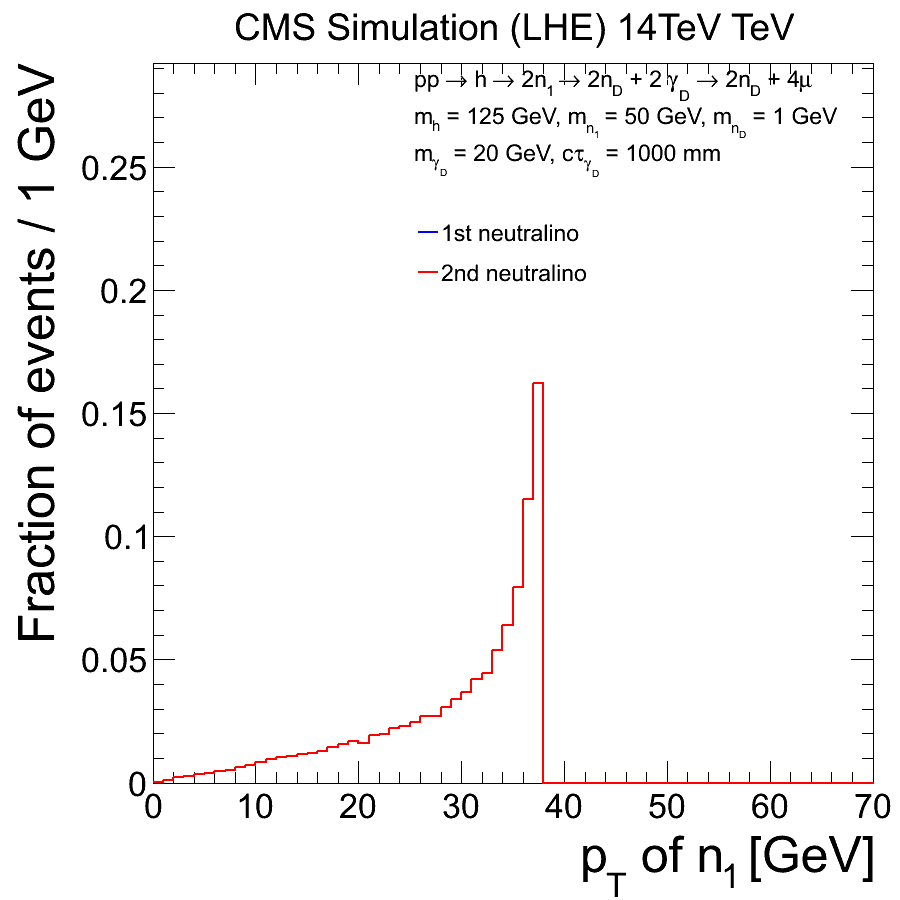 CMS Simulation (LHE) 14TeV TeV
pp → h → 2n1 → 2nD + 2 γD → 2nD + 4μ
mh = 125 GeV, mn1 = 50 GeV, mnD = 1 GeV
mγD = 20 GeV, cτγD = 1000 mm
1st neutralino
2nd neutralino
Fraction of events / 1 GeV
0.25
0.2
0.15
0.1
0.05
0
0 10 20 30 40 50 60 70
pT of n1 [GeV]